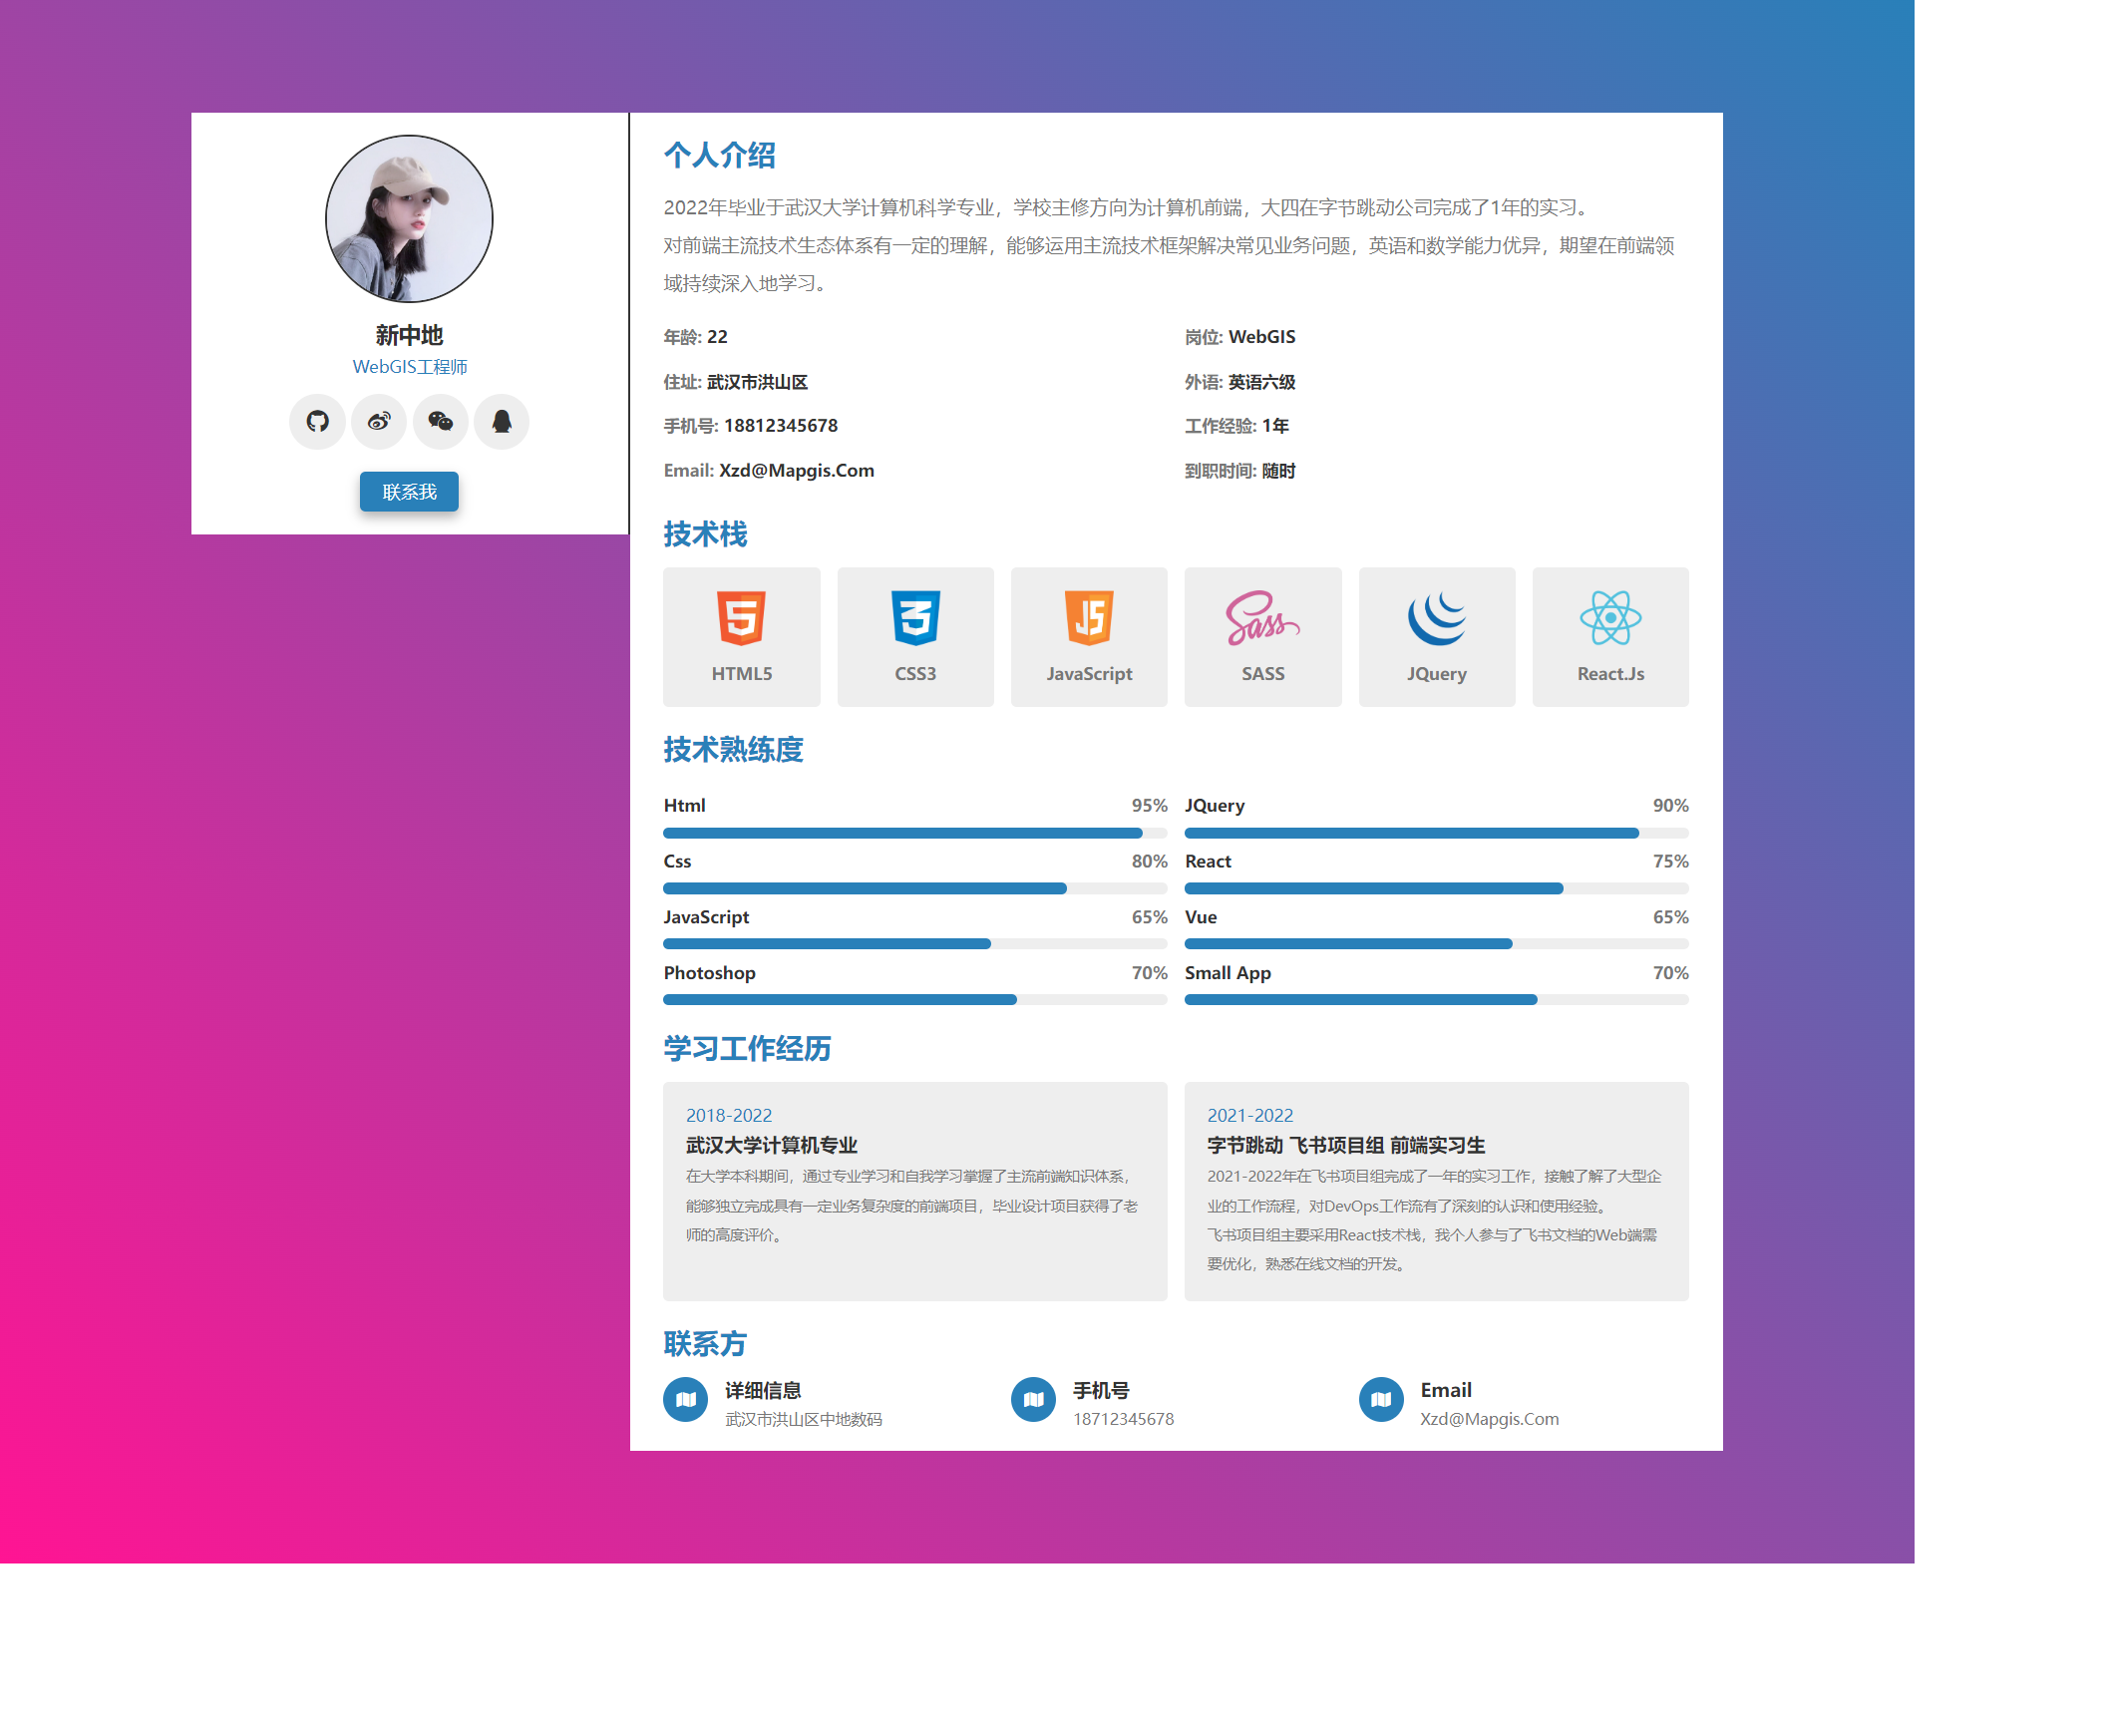 新中地
WebGIS工程师
联系我
个人介绍
2022年毕业于武汉大学计算机科学专业，学校主修方向为计算机前端，大四在字节跳动公司完成了1年的实习。
对前端主流技术生态体系有一定的理解，能够运用主流技术框架解决常见业务问题，英语和数学能力优异，期望在前端领
域持续深入地学习。
年龄: 22
岗位: WebGIS
住址: 武汉市洪山区
外语: 英语六级
手机号: 18812345678
工作经验: 1年
Email: Xzd@Mapgis.Com
到职时间: 随时
技术栈
HTML5
CSS3
JavaScript
Sass
SASS
JQuery
React.Js
技术熟练度
Html 95%
JQuery 90%
Css 80%
React 75%
JavaScript 65%
Vue 65%
Photoshop 70%
Small App 70%
学习工作经历
2018-2022
武汉大学计算机专业
在大学本科期间，通过专业学习和自我学习掌握了主流前端知识体系，
能够独立完成具有一定业务复杂度的前端项目，毕业设计项目获得了老
师的高度评价。
2021-2022
字节跳动 飞书项目组 前端实习生
2021-2022年在飞书项目组完成了一年的实习工作，接触了解了大型企
业的工作流程，对DevOps工作流有了深刻的认识和使用经验。
飞书项目组主要采用React技术栈，我个人参与了飞书文档的Web端需
要优化，熟悉在线文档的开发。
联系方
详细信息
武汉市洪山区中地数码
手机号
18712345678
Email
Xzd@Mapgis.Com